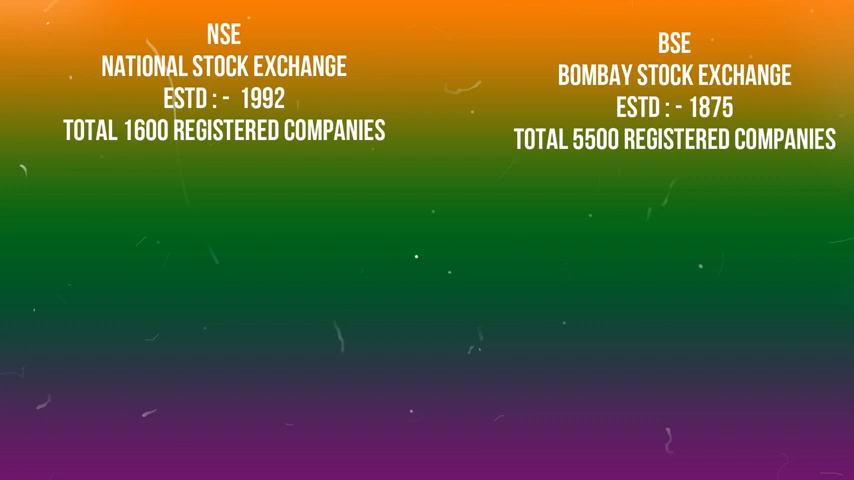 NSE
NATIONAL STOCK EXCHANGE
ESTD : - 1992
TOTAL 1600 REGISTERED COMPANIES
BSE
BOMBAY STOCK EXCHANGE
ESTD : - 1875
TOTAL 5500 REGISTERED COMPANIES